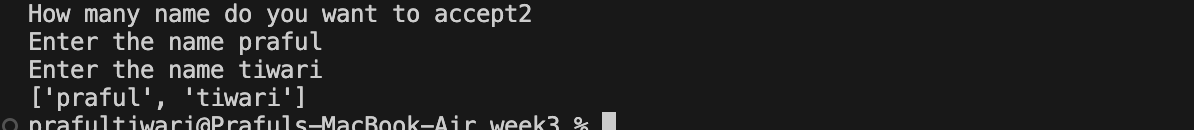 How many name do you want to accept2
Enter the name praful
Enter the name tiwari
['praful', 'tiwari']
prafultiwari@Prafuls-MacBook-Air week3 %